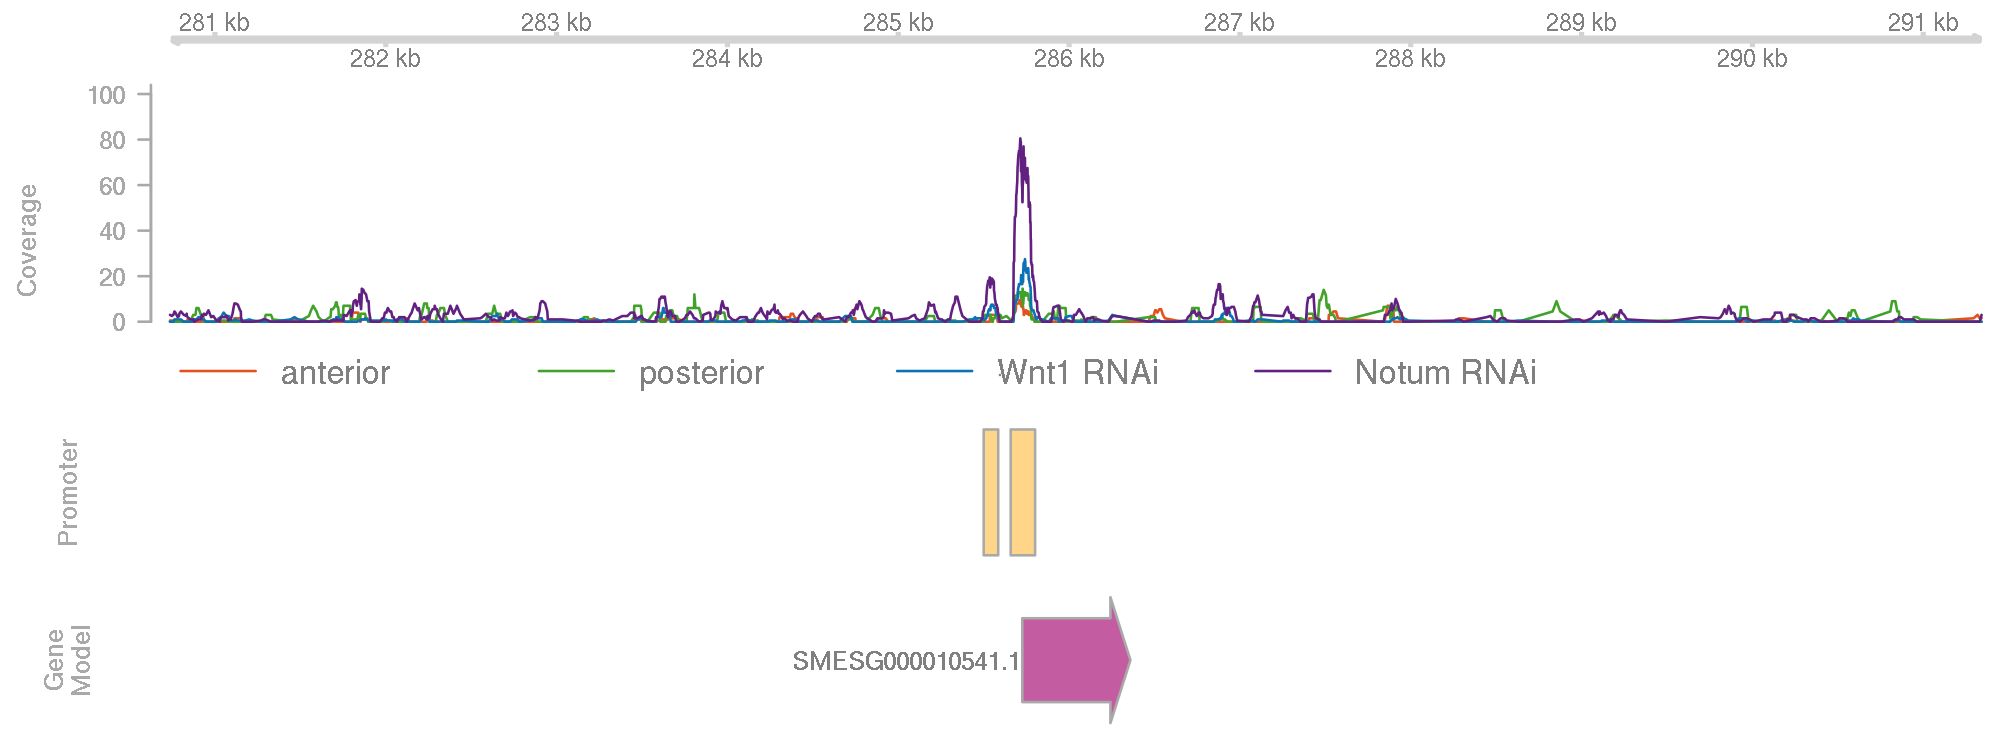 281 kb 283 kb 285 kb 287 kb 289 kb 291 kb
282 kb 284 kb 286 kb 288 kb 290 kb
100
80
60
40
20
0
Coverage
anterior posterior Wnt1 RNAi Notum RNAi
Promoter
Gene
Model
SMESG000010541.1